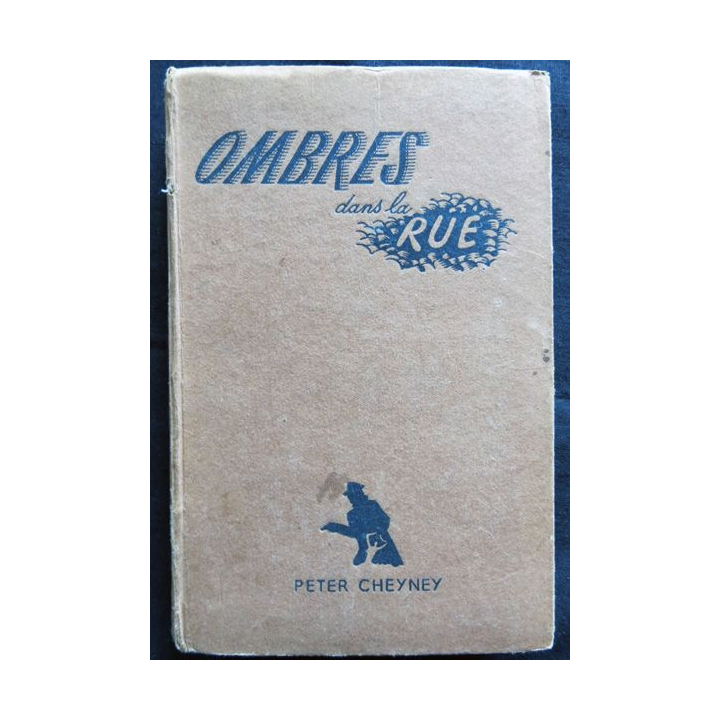 OMBRES
dans la
RUE
PETER CHEYNEY